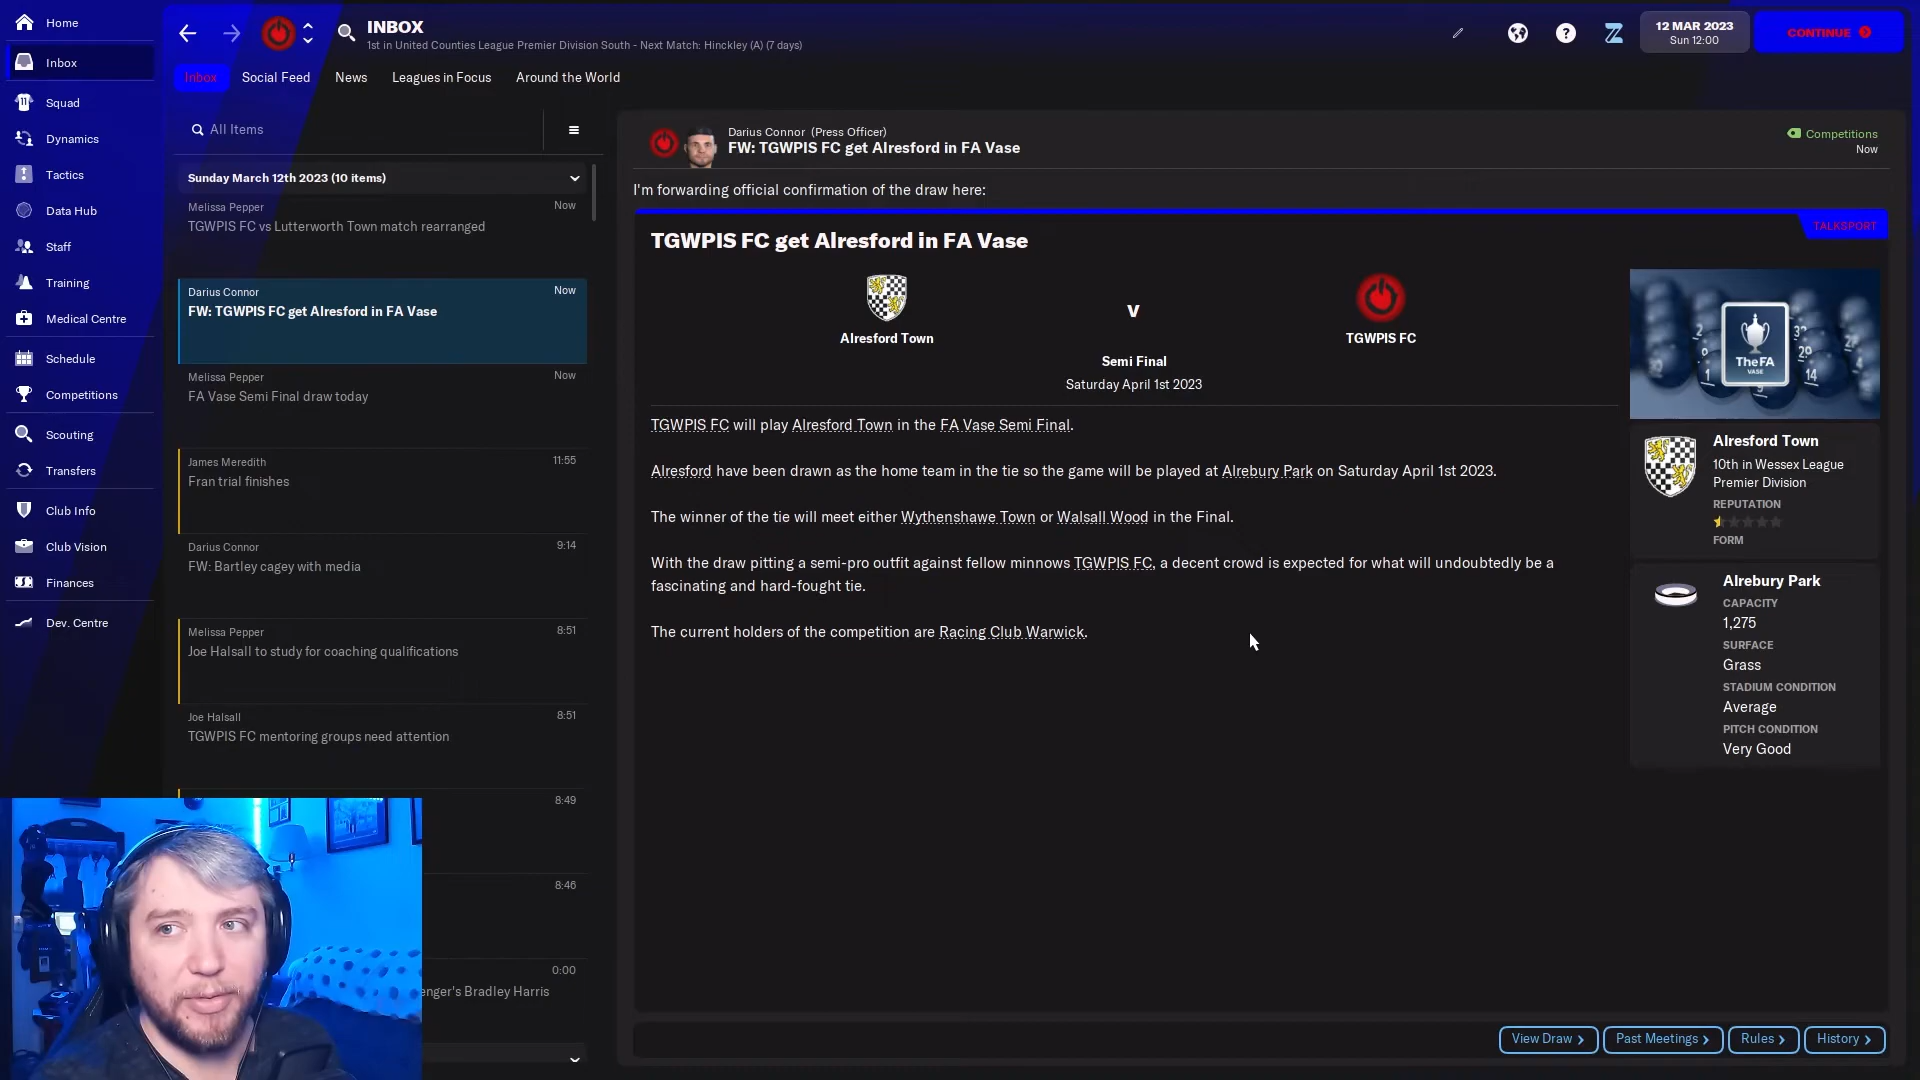 Home
Inbox
Squad
Dynamics
Tactics
Data Hub
Staff
Training
Medical Centre
Schedule
Competitions
Scouting
Transfers
Club Info
Club Vision
Finances
Dev. Centre
INBOX
1st in United Counties League Premier Division South - Next Match: Hinckley (A) (7 days)
12 MAR 2023
Sun 12:00
CONTINUE
Inbox
Social Feed
News
Leagues in Focus
Around the World
All Items
Sunday March 12th 2023 (10 items)
Melissa Pepper
Now
TGWPIS FC vs Lutterworth Town match rearranged
Darius Connor
Now
FW: TGWPIS FC get Alresford in FA Vase
Melissa Pepper
Now
FA Vase Semi Final draw today
James Meredith
11:55
Fran trial finishes
Darius Connor
9:14
FW: Bartley cagey with media
Melissa Pepper
8:51
Joe Halsall to study for coaching qualifications
Joe Halsall
8:51
TGWPIS FC mentoring groups need attention
8:49
8:46
0:00
enger's Bradley Harris
Darius Connor (Press Officer)
FW: TGWPIS FC get Alresford in FA Vase
Competitions
Now
I'm forwarding official confirmation of the draw here:
TALKSPORT
TGWPIS FC get Alresford in FA Vase
Alresford Town
v
TGWPIS FC
Semi Final
Saturday April 1st 2023
TGWPIS FC will play Alresford Town in the FA Vase Semi Final.
Alresford have been drawn as the home team in the tie so the game will be played at Alrebury Park on Saturday April 1st 2023.
The winner of the tie will meet either Wythenshawe Town or Walsall Wood in the Final.
With the draw pitting a semi-pro outfit against fellow minnows TGWPIS FC, a decent crowd is expected for what will undoubtedly be a
fascinating and hard-fought tie.
The current holders of the competition are Racing Club Warwick.
The FA
VASE
Alresford Town
10th in Wessex League
Premier Division
REPUTATION
FORM
Alrebury Park
CAPACITY
1,275
SURFACE
Grass
STADIUM CONDITION
Average
PITCH CONDITION
Very Good
View Draw
Past Meetings
Rules
History